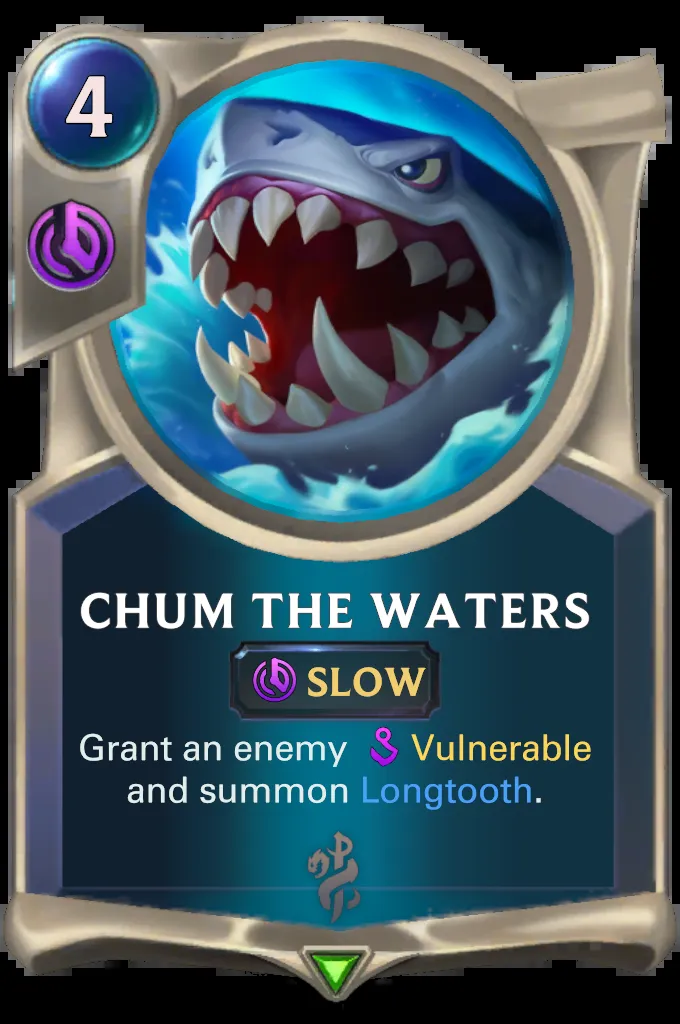 4
CHUM THE WATERS
SLOW
Grant an enemy Vulnerable
and summon Longtooth.